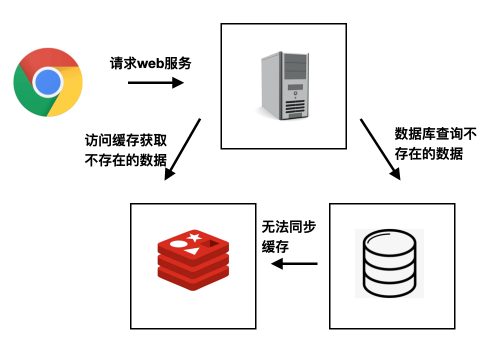 请求web服务
访问缓存获取
不存在的数据
数据库查询不
存在的数据
无法同步
缓存